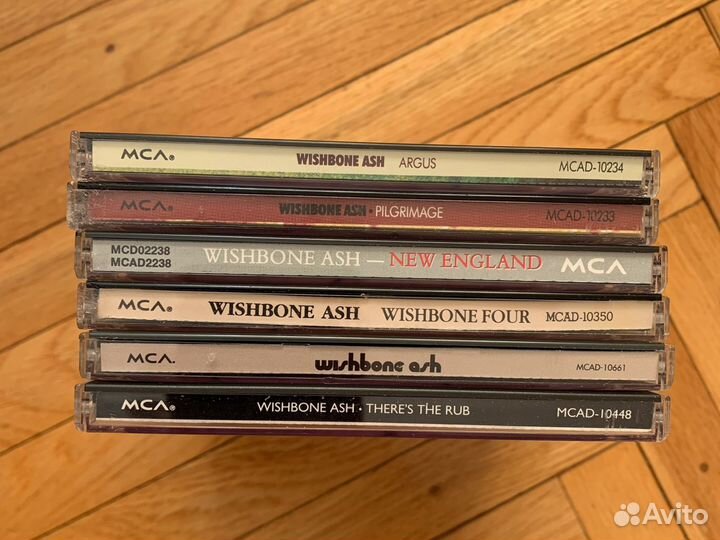 MCA® WISHBONE ASH ARGUS MCAD-10234
MCA® WISHBONE ASH · PILGRIMAGE MCAD-10233
MCD02238
MCAD2238 WISHBONE ASH — NEW ENGLAND MCA
MCA® WISHBONE ASH WISHBONE FOUR MCAD-10350
MCA. wishbone ash MCAD-10661
MCA® WISHBONE ASH · THERE'S THE RUB MCAD-10448
Avito